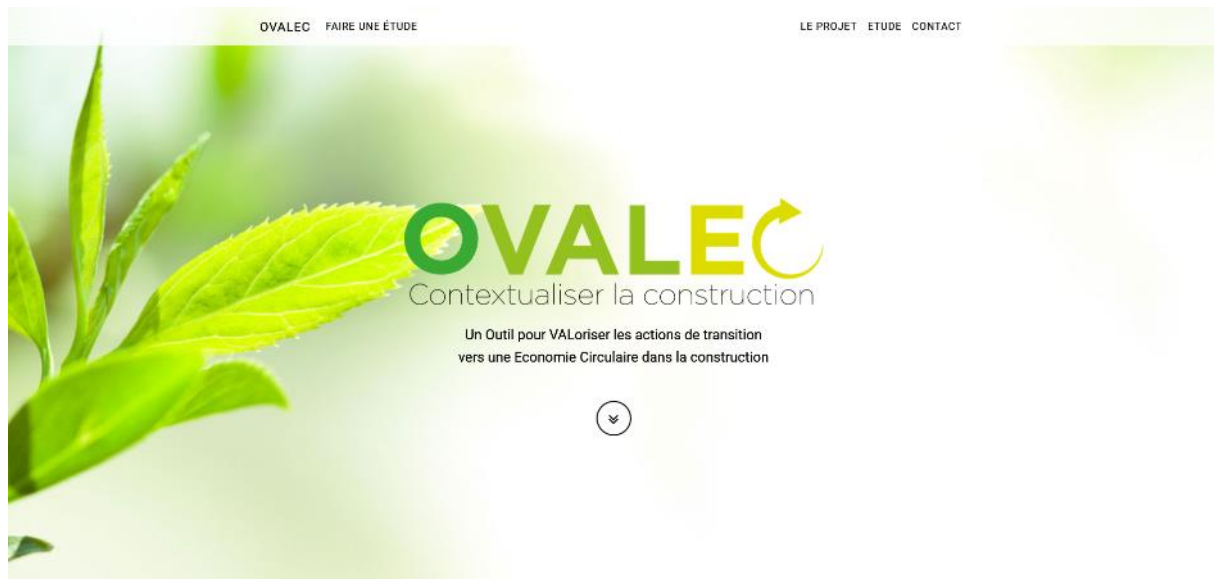 OVALEC FAIRE UNE ÉTUDE LE PROJET ETUDE CONTACT
OVALEC
Contextualiser la construction
Un Outil pour VALoriser les actions de transition
vers une Economie Circulaire dans la construction